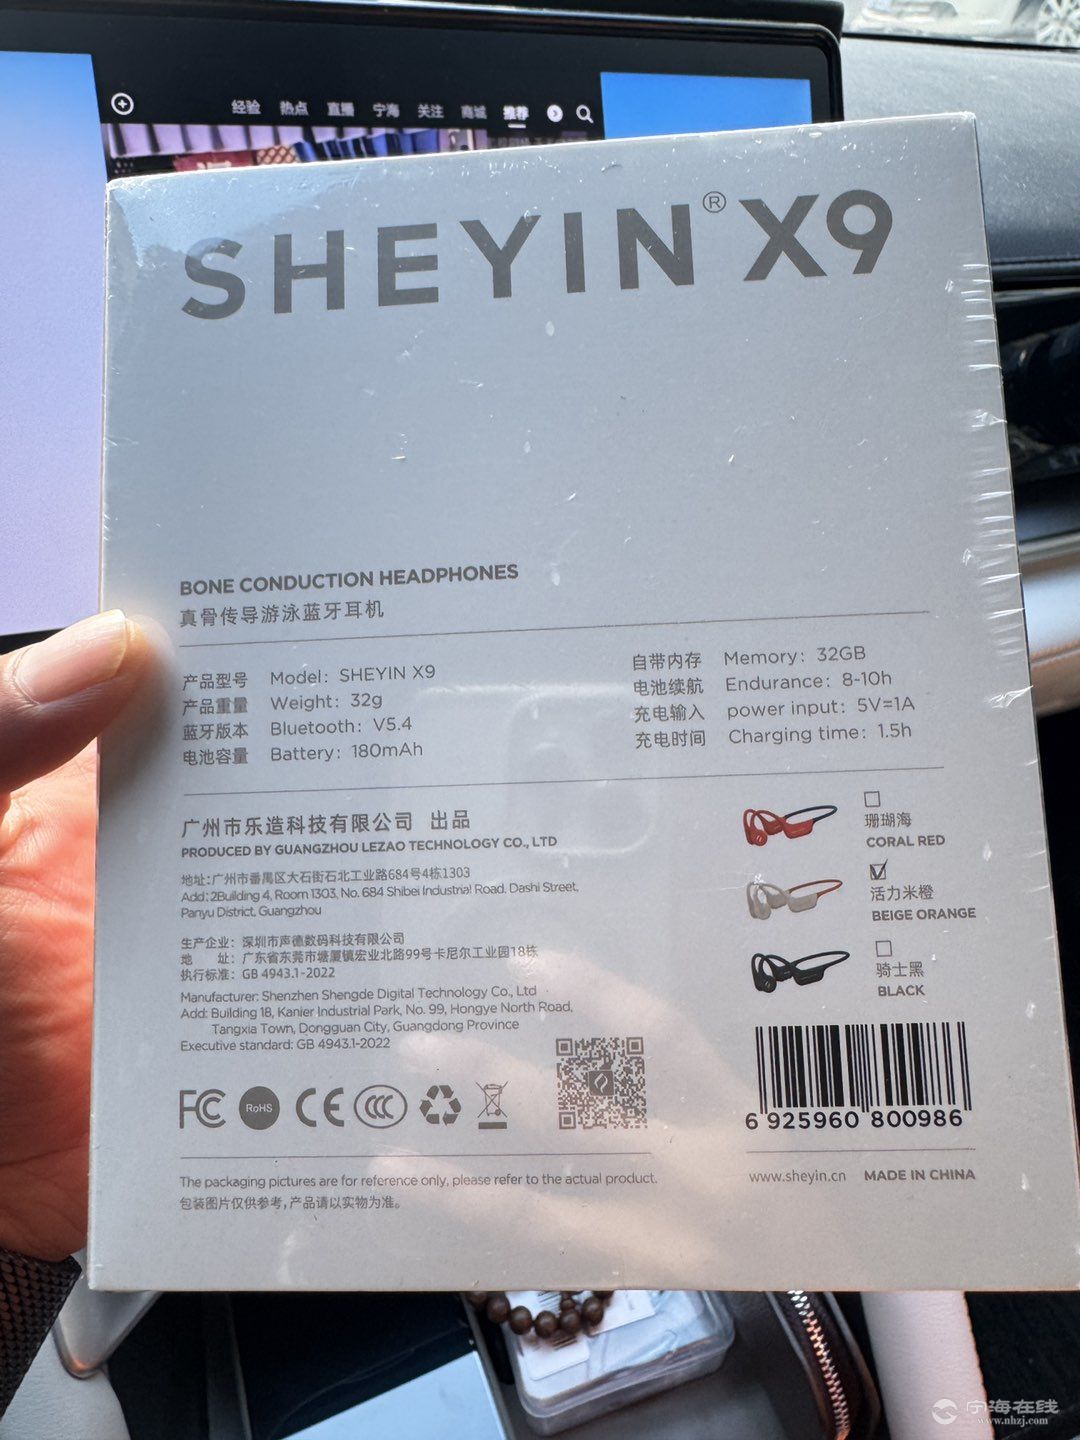 经验 热点 直播 宁海 关注 商城 推荐
SHEYIN® X9
BONE CONDUCTION HEADPHONES
真骨传导游泳蓝牙耳机
产品型号 Model: SHEYIN X9
产品重量 Weight: 32g
蓝牙版本 Bluetooth: V5.4
电池容量 Battery: 180mAh
自带内存 Memory: 32GB
电池续航 Endurance: 8-10h
充电输入 power input: 5V=1A
充电时间 Charging time: 1.5h
广州市乐造科技有限公司 出品
PRODUCED BY GUANGZHOU LEZAO TECHNOLOGY CO., LTD
地址:广州市番禺区大石街石北工业路684号4栋1303
Add: 2Building 4, Room 1303, No. 684 Shibei Industrial Road, Dashi Street,
Panyu District, Guangzhou
生产企业: 深圳市声德数码科技有限公司
地 址: 广东省东莞市塘厦镇宏业北路99号卡尼尔工业园18栋
执行标准: GB 4943.1-2022
Manufacturer: Shenzhen Shengde Digital Technology Co., Ltd
Add: Building 18, Kanier Industrial Park, No. 99, Hongye North Road,
Tangxia Town, Dongguan City, Guangdong Province
Executive standard: GB 4943.1-2022
珊瑚海
CORAL RED
活力米橙
BEIGE ORANGE
骑士黑
BLACK
FC RoHS CE CCC
6 925960 800986
The packaging pictures are for reference only, please refer to the actual product.
包装图片仅供参考,产品请以实物为准。
www.sheyin.cn MADE IN CHINA
宁海在线
www.nhzj.com